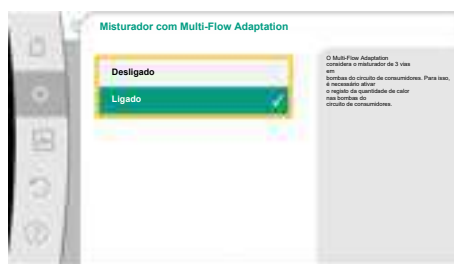 Misturador com Multi-Flow Adaptation
Desligado
Ligado
O Multi-Flow Adaptation
considera o misturador de 3 vias
em
bombas do circuito de consumidores. Para isso,
é necessário ativar
o registo da quantidade de calor
nas bombas do
circuito de consumidores.